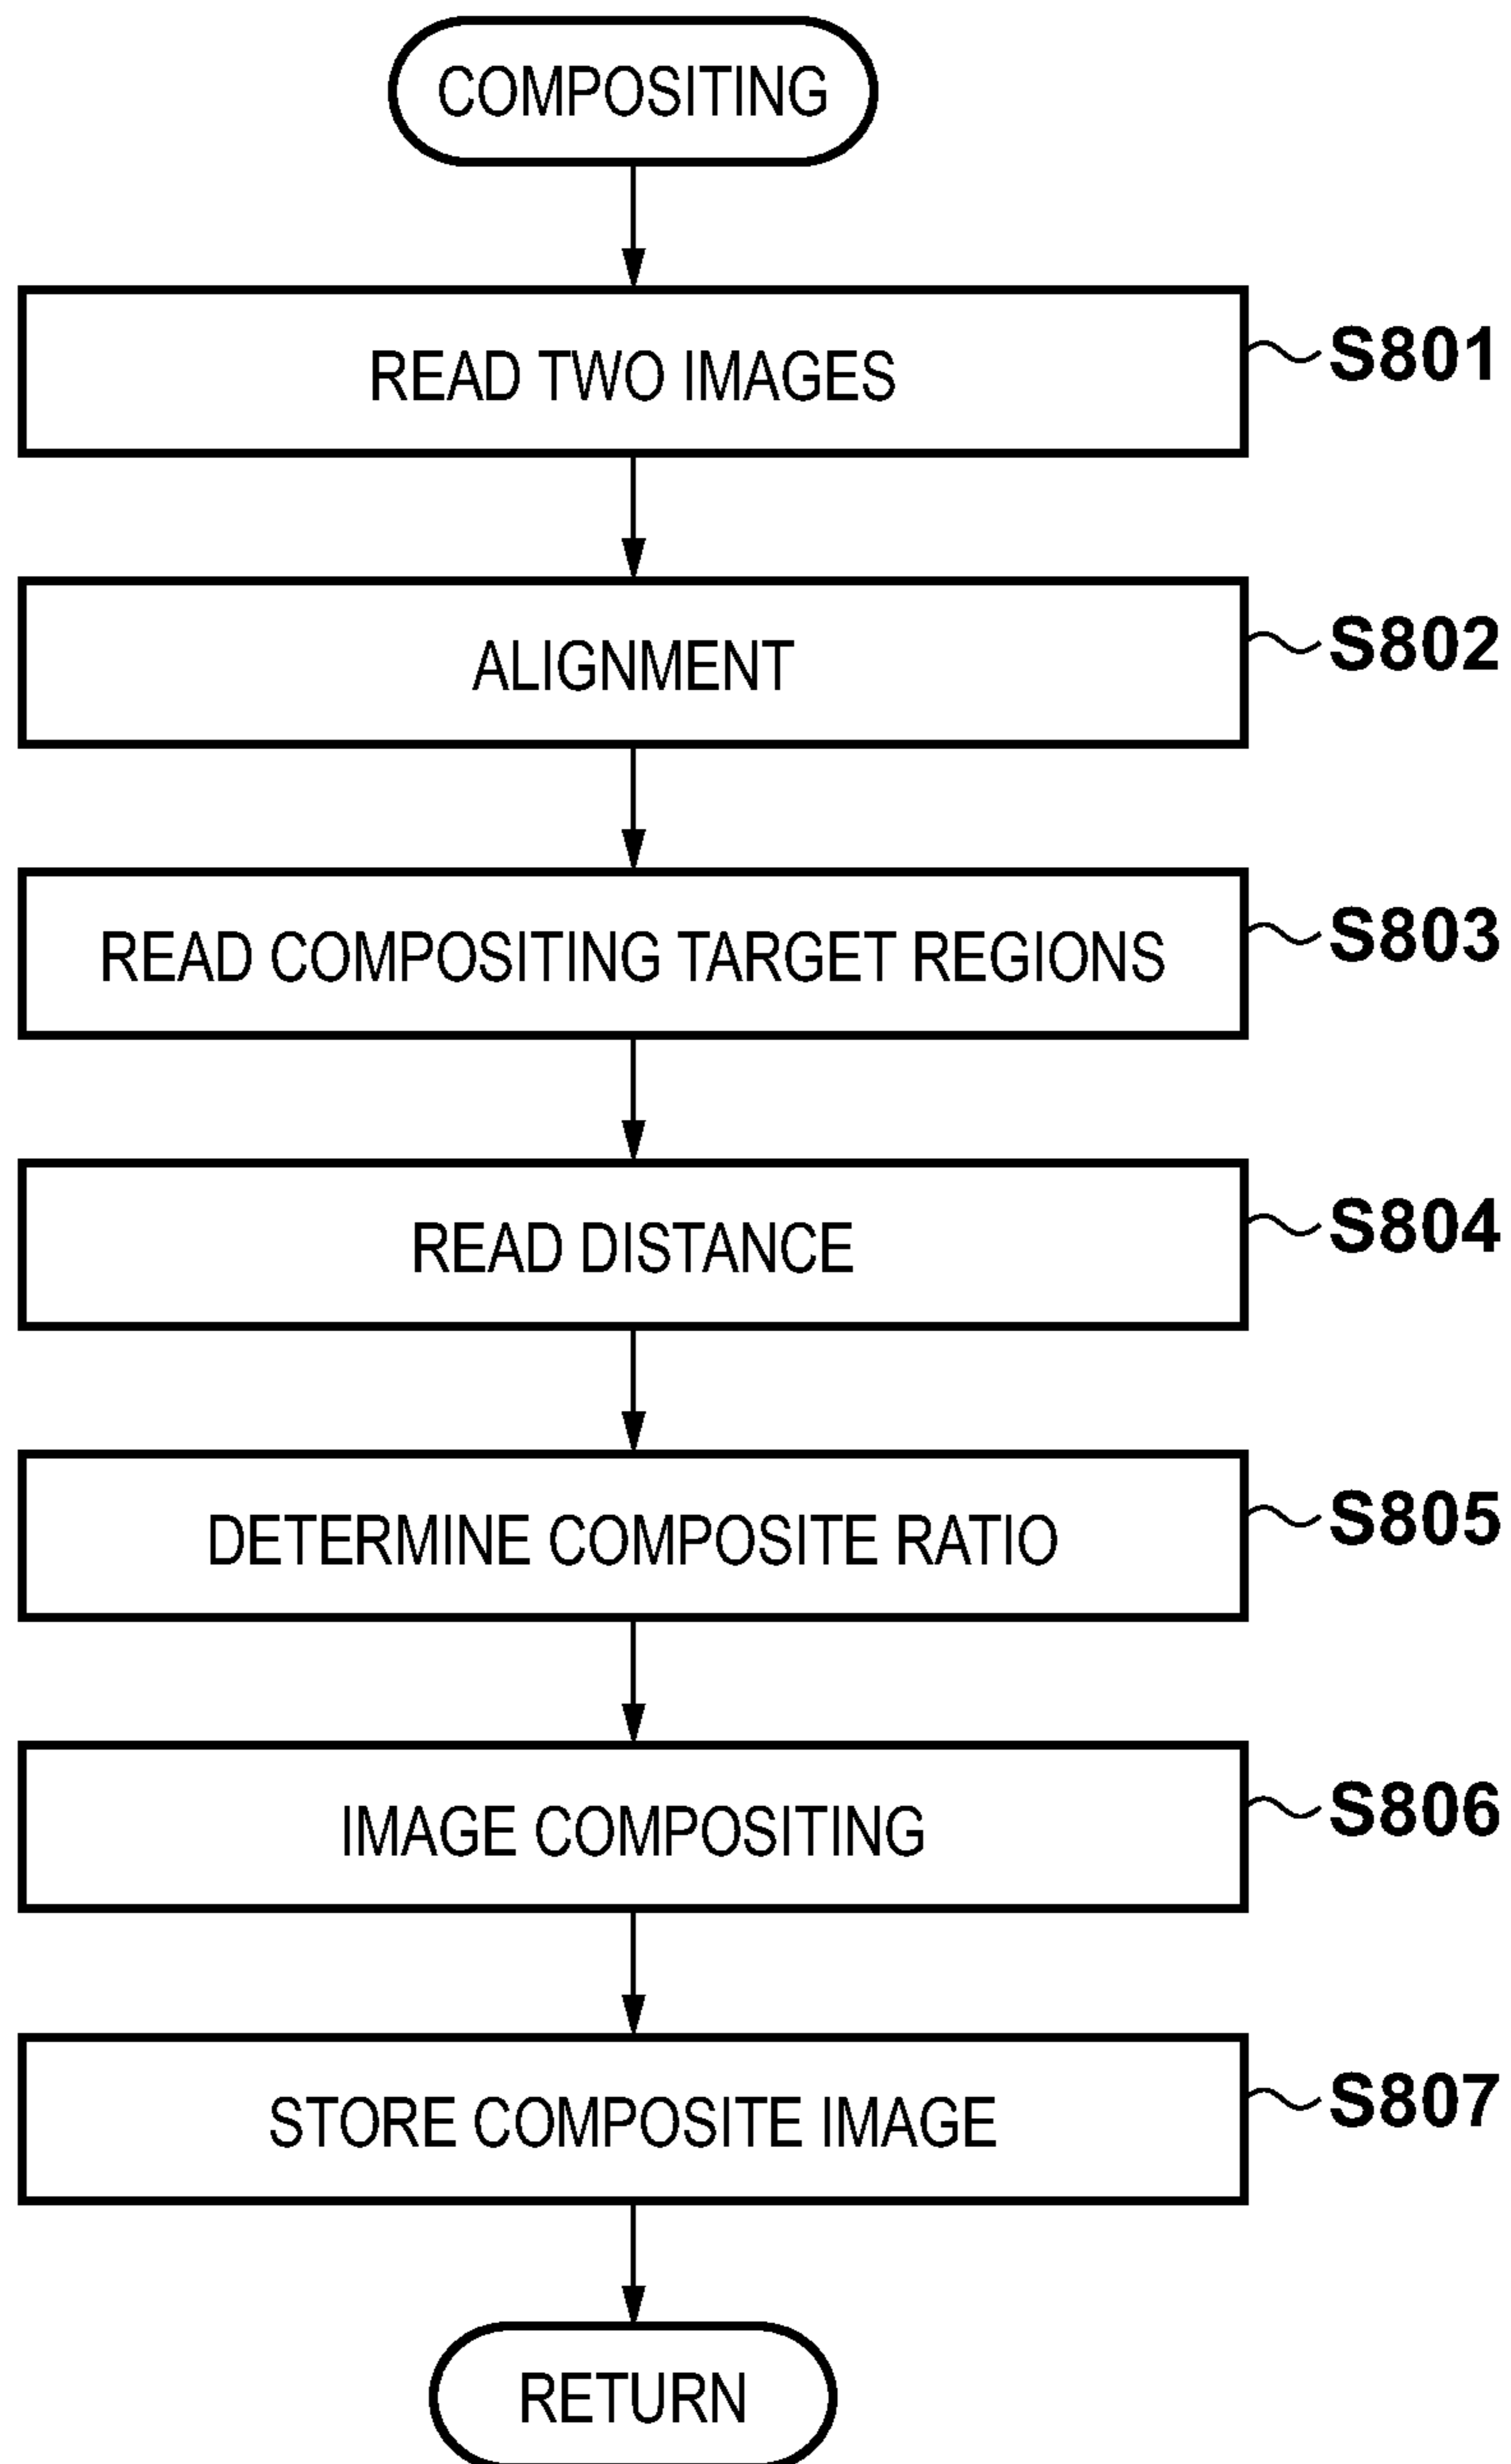 COMPOSITING
READ TWO IMAGES
S801
ALIGNMENT
S802
READ COMPOSITING TARGET REGIONS
S803
READ DISTANCE
S804
DETERMINE COMPOSITE RATIO
S805
IMAGE COMPOSITING
S806
STORE COMPOSITE IMAGE
S807
RETURN